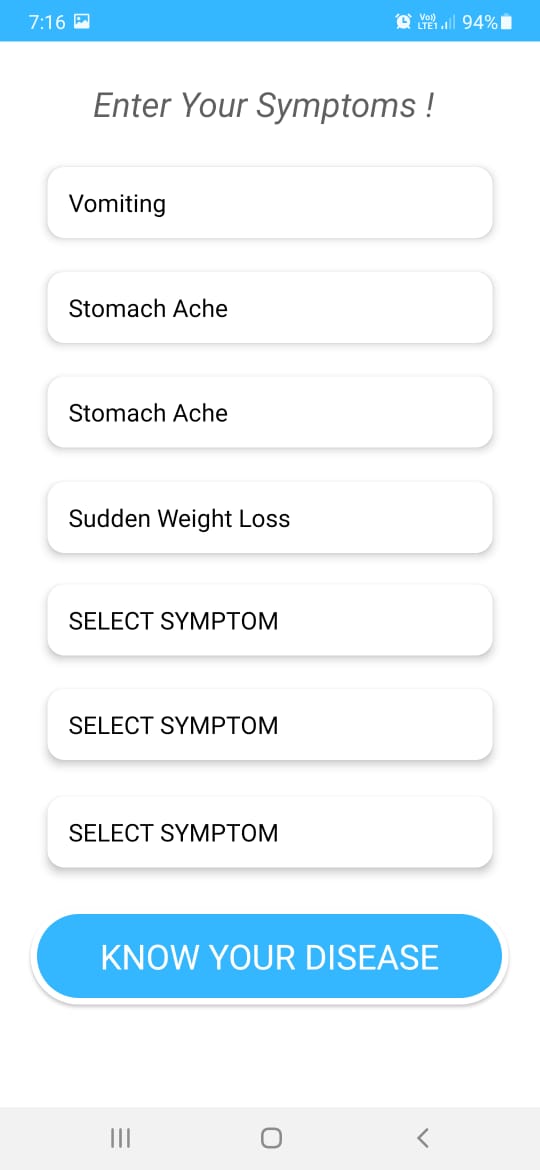 7:16 Vo)) LTE1 94%
Enter Your Symptoms !
Vomiting
Stomach Ache
Stomach Ache
Sudden Weight Loss
SELECT SYMPTOM
SELECT SYMPTOM
SELECT SYMPTOM
KNOW YOUR DISEASE